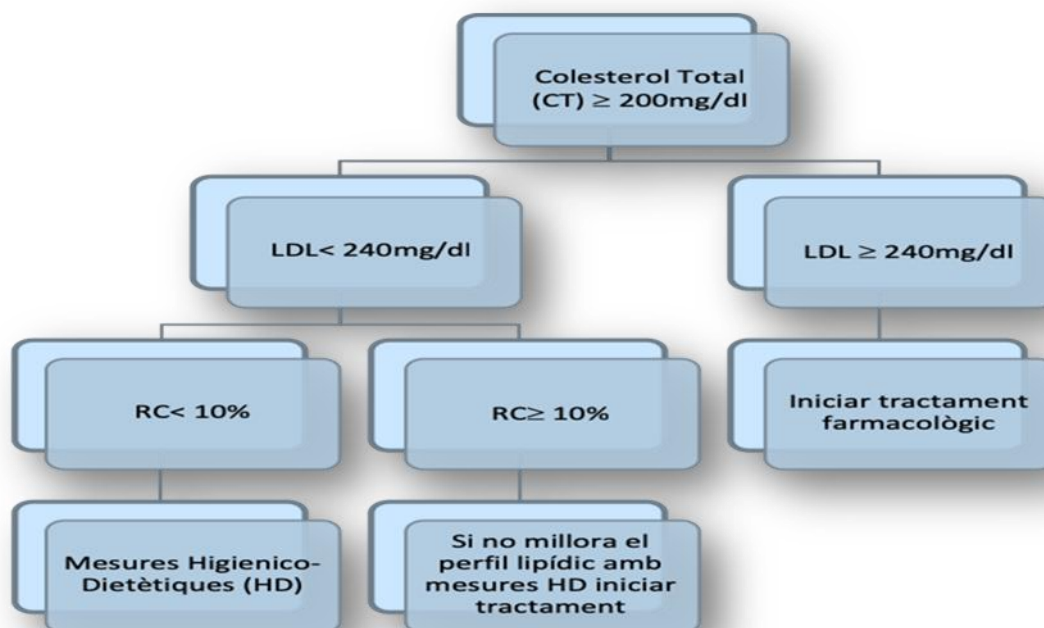 Colesterol Total
(CT) ≥ 200mg/dl
LDL< 240mg/dl
LDL ≥ 240mg/dl
RC< 10%
RC≥ 10%
Iniciar tractament
farmacològic
Mesures Higienico-
Dietètiques (HD)
Si no millora el
perfil lipídic amb
mesures HD iniciar
tractament